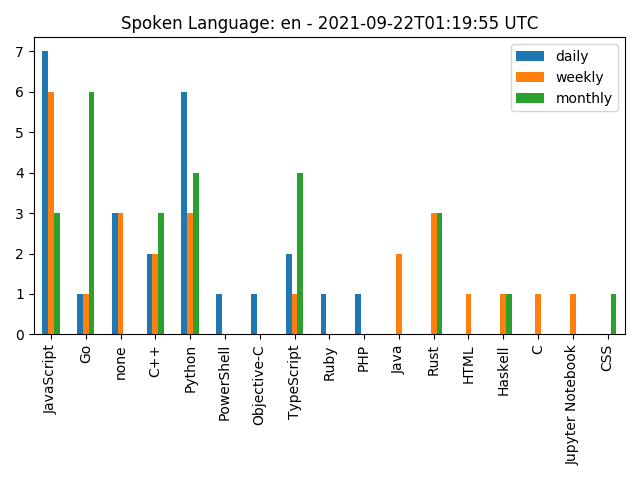 Spoken Language: en - 2021-09-22T01:19:55 UTC
daily
weekly
monthly
7
6
5
4
3
2
1
0
JavaScript
Go
none
C++
Python
PowerShell
Objective-C
TypeScript
Ruby
PHP
Java
Rust
HTML
Haskell
C
Jupyter Notebook
CSS